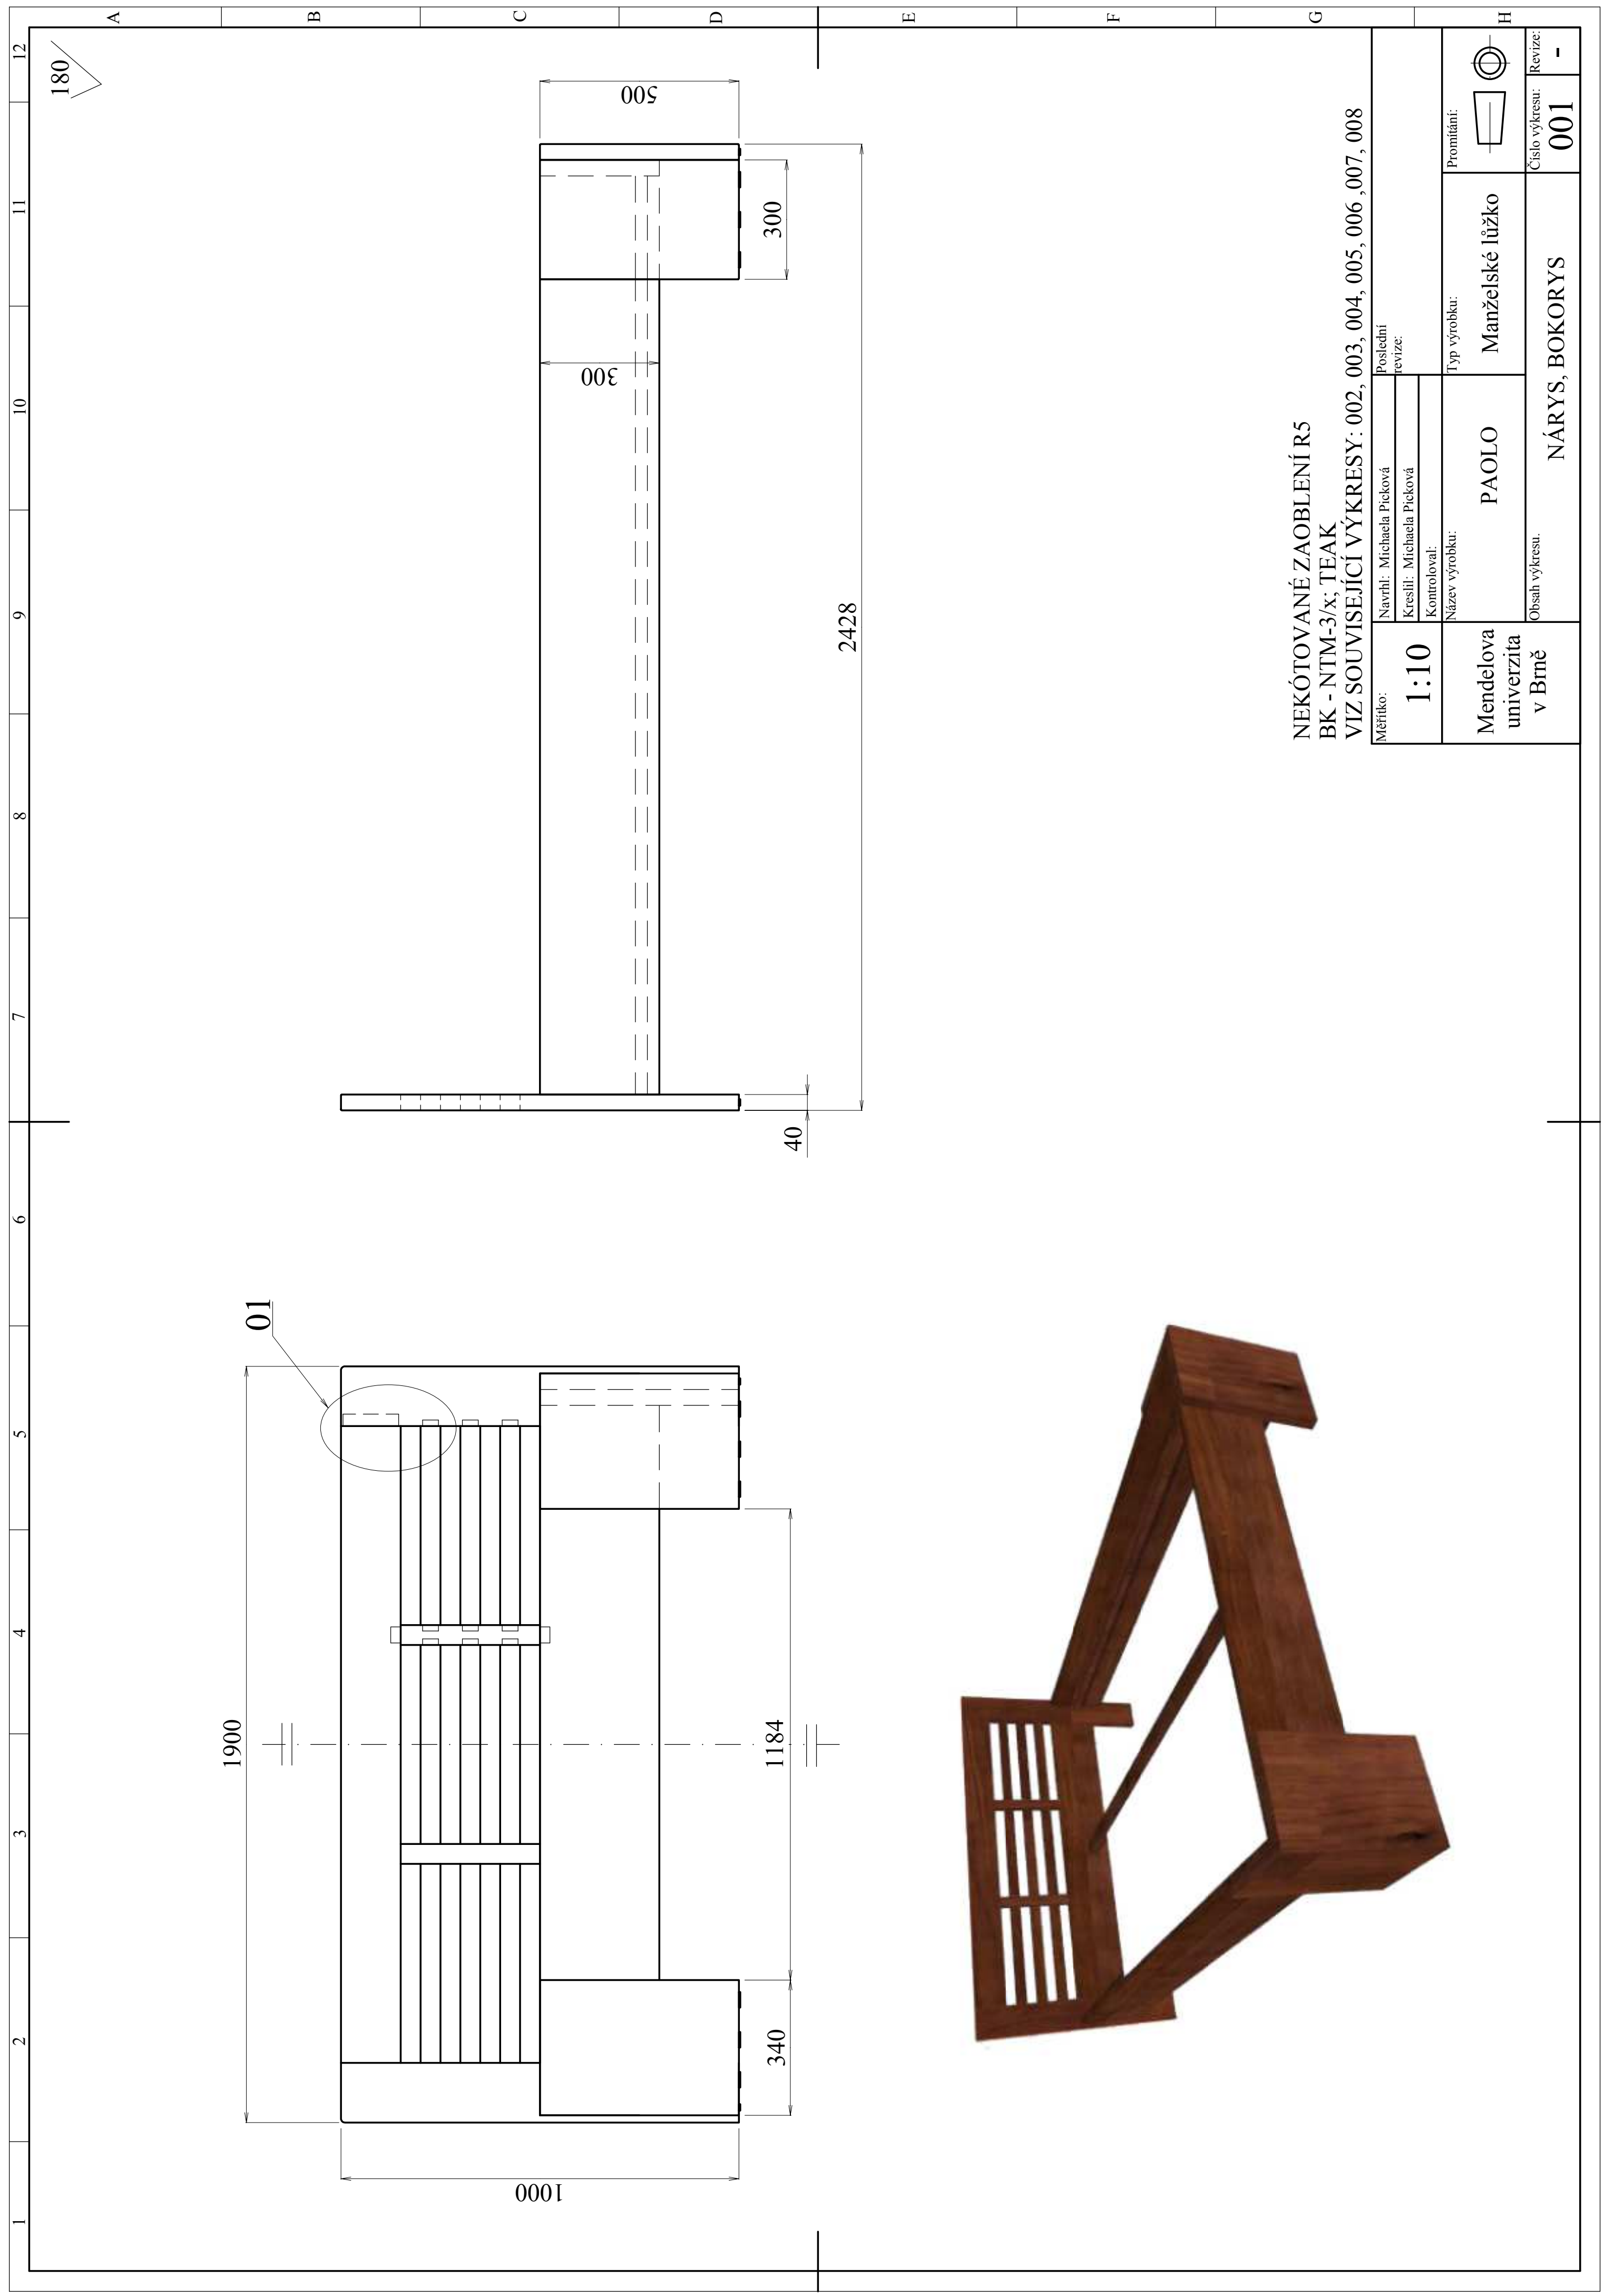 1
2
3
4
5
6
7
8
9
10
11
12
A
B
C
D
E
F
G
H
180
1900
01
1000
340
1184
40
2428
300
300
500
NEKÓTOVANÉ ZAOBLENÍ R5
BK - NTM-3/x; TEAK
VIZ SOUVISEJÍCÍ VÝKRESY: 002, 003, 004, 005, 006 ,007, 008
Měřítko:
1:10
Navrhl: Michaela Picková
Kreslil: Michaela Picková
Kontroloval:
Poslední
revize:
Mendelova
univerzita
v Brně
Název výrobku:
PAOLO
Typ výrobku:
Manželské lůžko
Promítání:
Obsah výkresu.
NÁRYS, BOKORYS
Číslo výkresu:
001
Revize:
-